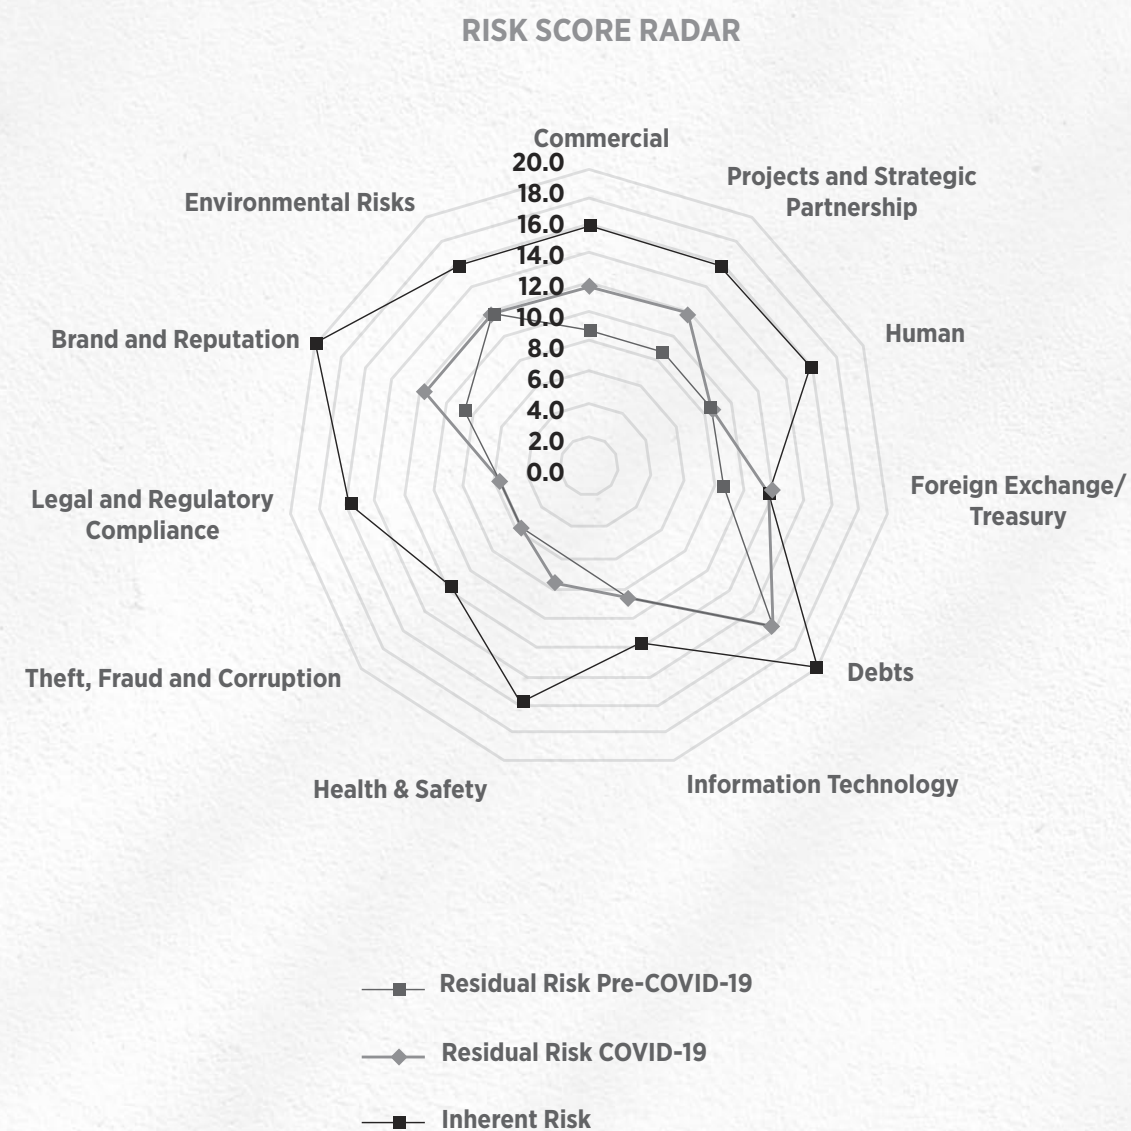 RISK SCORE RADAR
Commercial
20.0
18.0
16.0
14.0
12.0
10.0
8.0
6.0
4.0
2.0
0.0
Projects and Strategic
Partnership
Human
Foreign Exchange/
Treasury
Debts
Information Technology
Health & Safety
Theft, Fraud and Corruption
Legal and Regulatory
Compliance
Brand and Reputation
Environmental Risks
Residual Risk Pre-COVID-19
Residual Risk COVID-19
Inherent Risk